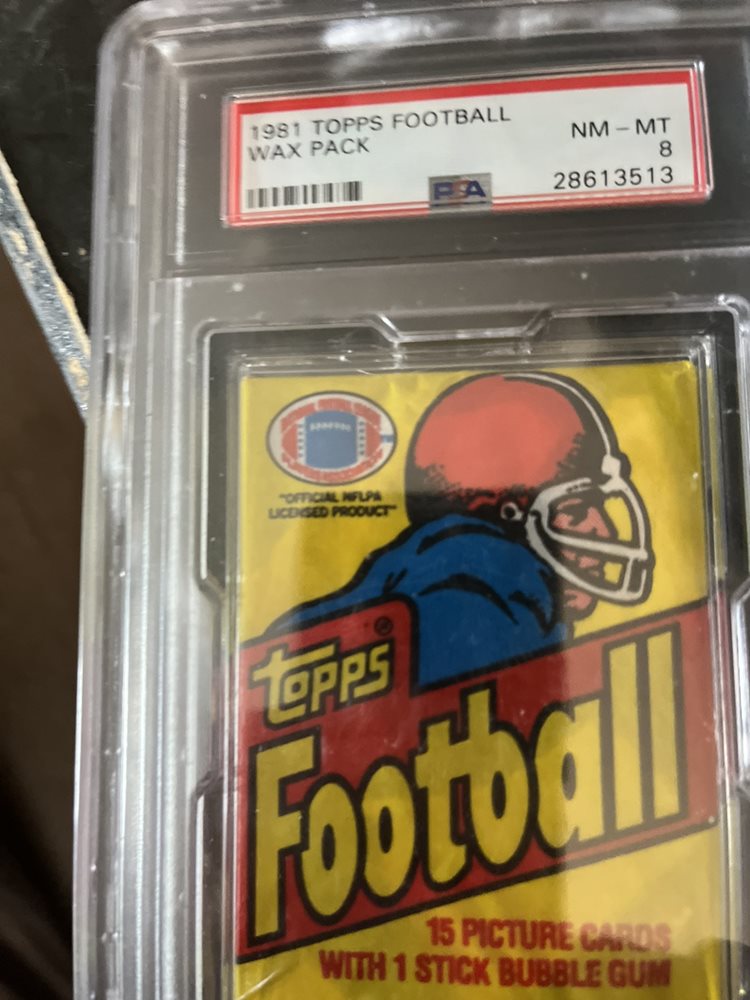 1981 TOPPS FOOTBALL
WAX PACK
NM - MT
8
28613513
PSA
"OFFICIAL NFLPA
LICENSED PRODUCT"
TOPPS®
Football
15 PICTURE CARDS
WITH 1 STICK BUBBLE GUM